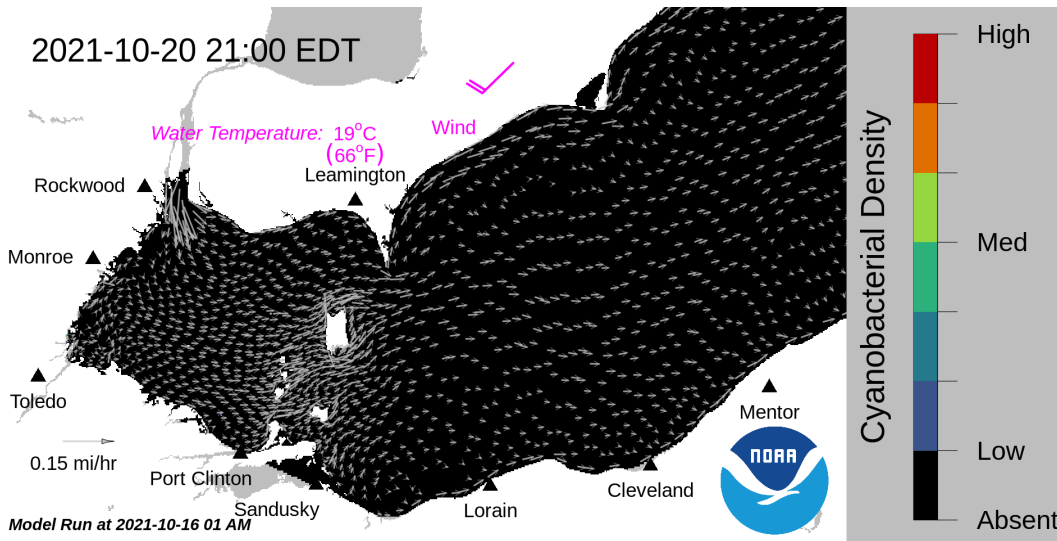 2021-10-20 21:00 EDT
High
Wind
Water Temperature: 19°C
(66°F)
Leamington
Rockwood
Monroe
Med
Cyanobacterial Density
Toledo
Mentor
0.15 mi/hr
NOAA
Low
Port Clinton
Cleveland
Sandusky
Lorain
Model Run at 2021-10-16 01 AM
Absent